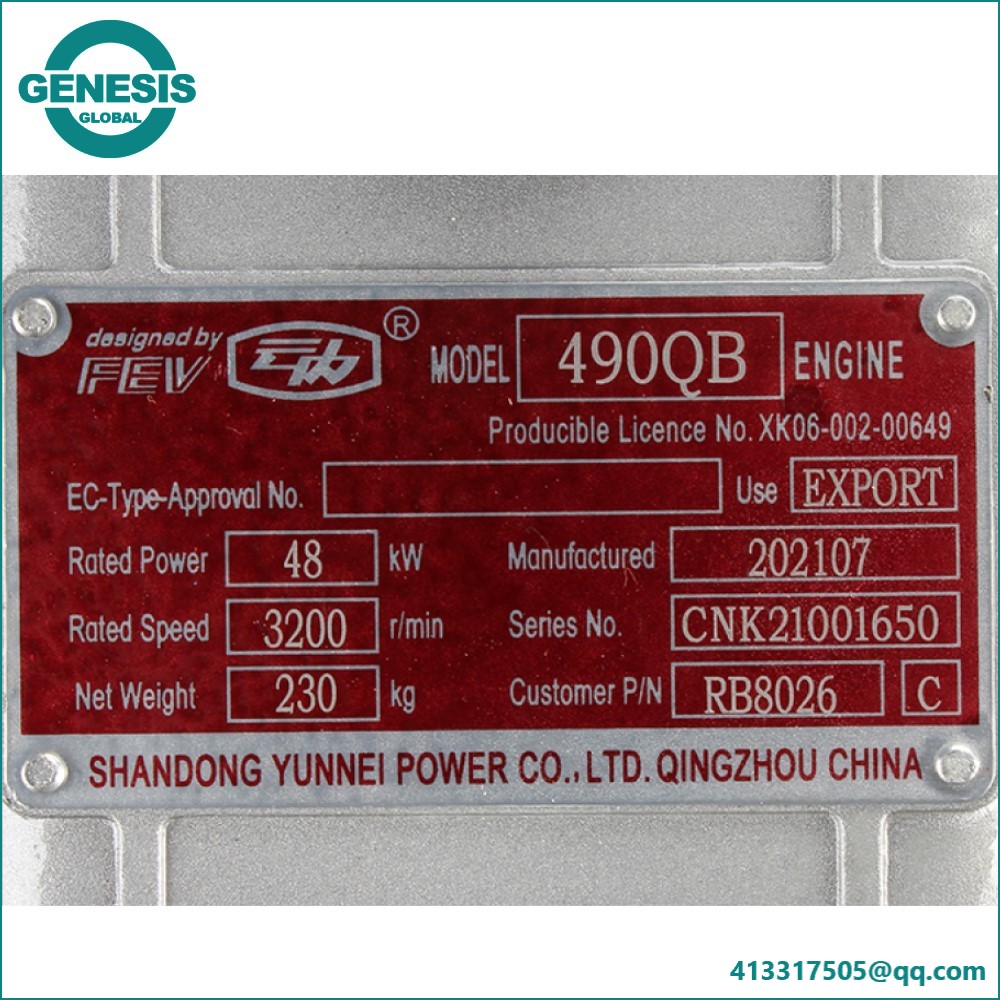 GENESIS
GLOBAL
designed by
FEV
®
MODEL 490QB ENGINE
Producible Licence No. XK06-002-00649
EC-Type-Approval No. Use EXPORT
Rated Power 48 kW Manufactured 202107
Rated Speed 3200 r/min Series No. CNK21001650
Net Weight 230 kg Customer P/N RB8026 C
SHANDONG YUNNEI POWER CO.,LTD. QINGZHOU CHINA
413317505@qq.com